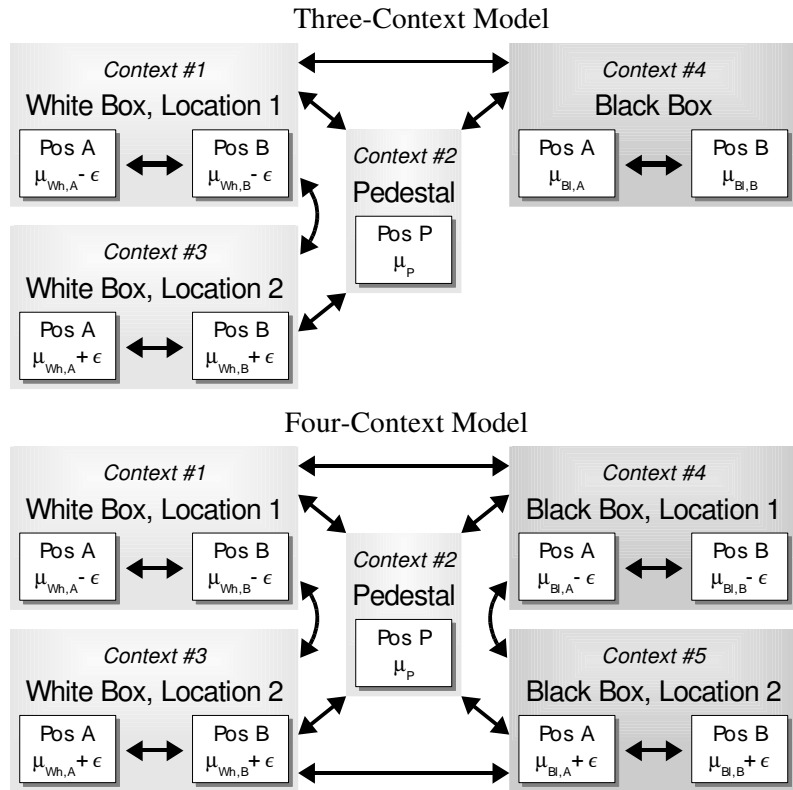 Three-Context Model
Context #1
White Box, Location 1
Pos A
μWh,A - ϵ
Pos B
μWh,B - ϵ
Context #2
Pedestal
Pos P
μP
Context #4
Black Box
Pos A
μBl,A
Pos B
μBl,B
Context #3
White Box, Location 2
Pos A
μWh,A + ϵ
Pos B
μWh,B + ϵ
Four-Context Model
Context #1
White Box, Location 1
Pos A
μWh,A - ϵ
Pos B
μWh,B - ϵ
Context #2
Pedestal
Pos P
μP
Context #4
Black Box, Location 1
Pos A
μBl,A - ϵ
Pos B
μBl,B - ϵ
Context #3
White Box, Location 2
Pos A
μWh,A + ϵ
Pos B
μWh,B + ϵ
Context #5
Black Box, Location 2
Pos A
μBl,A + ϵ
Pos B
μBl,B + ϵ